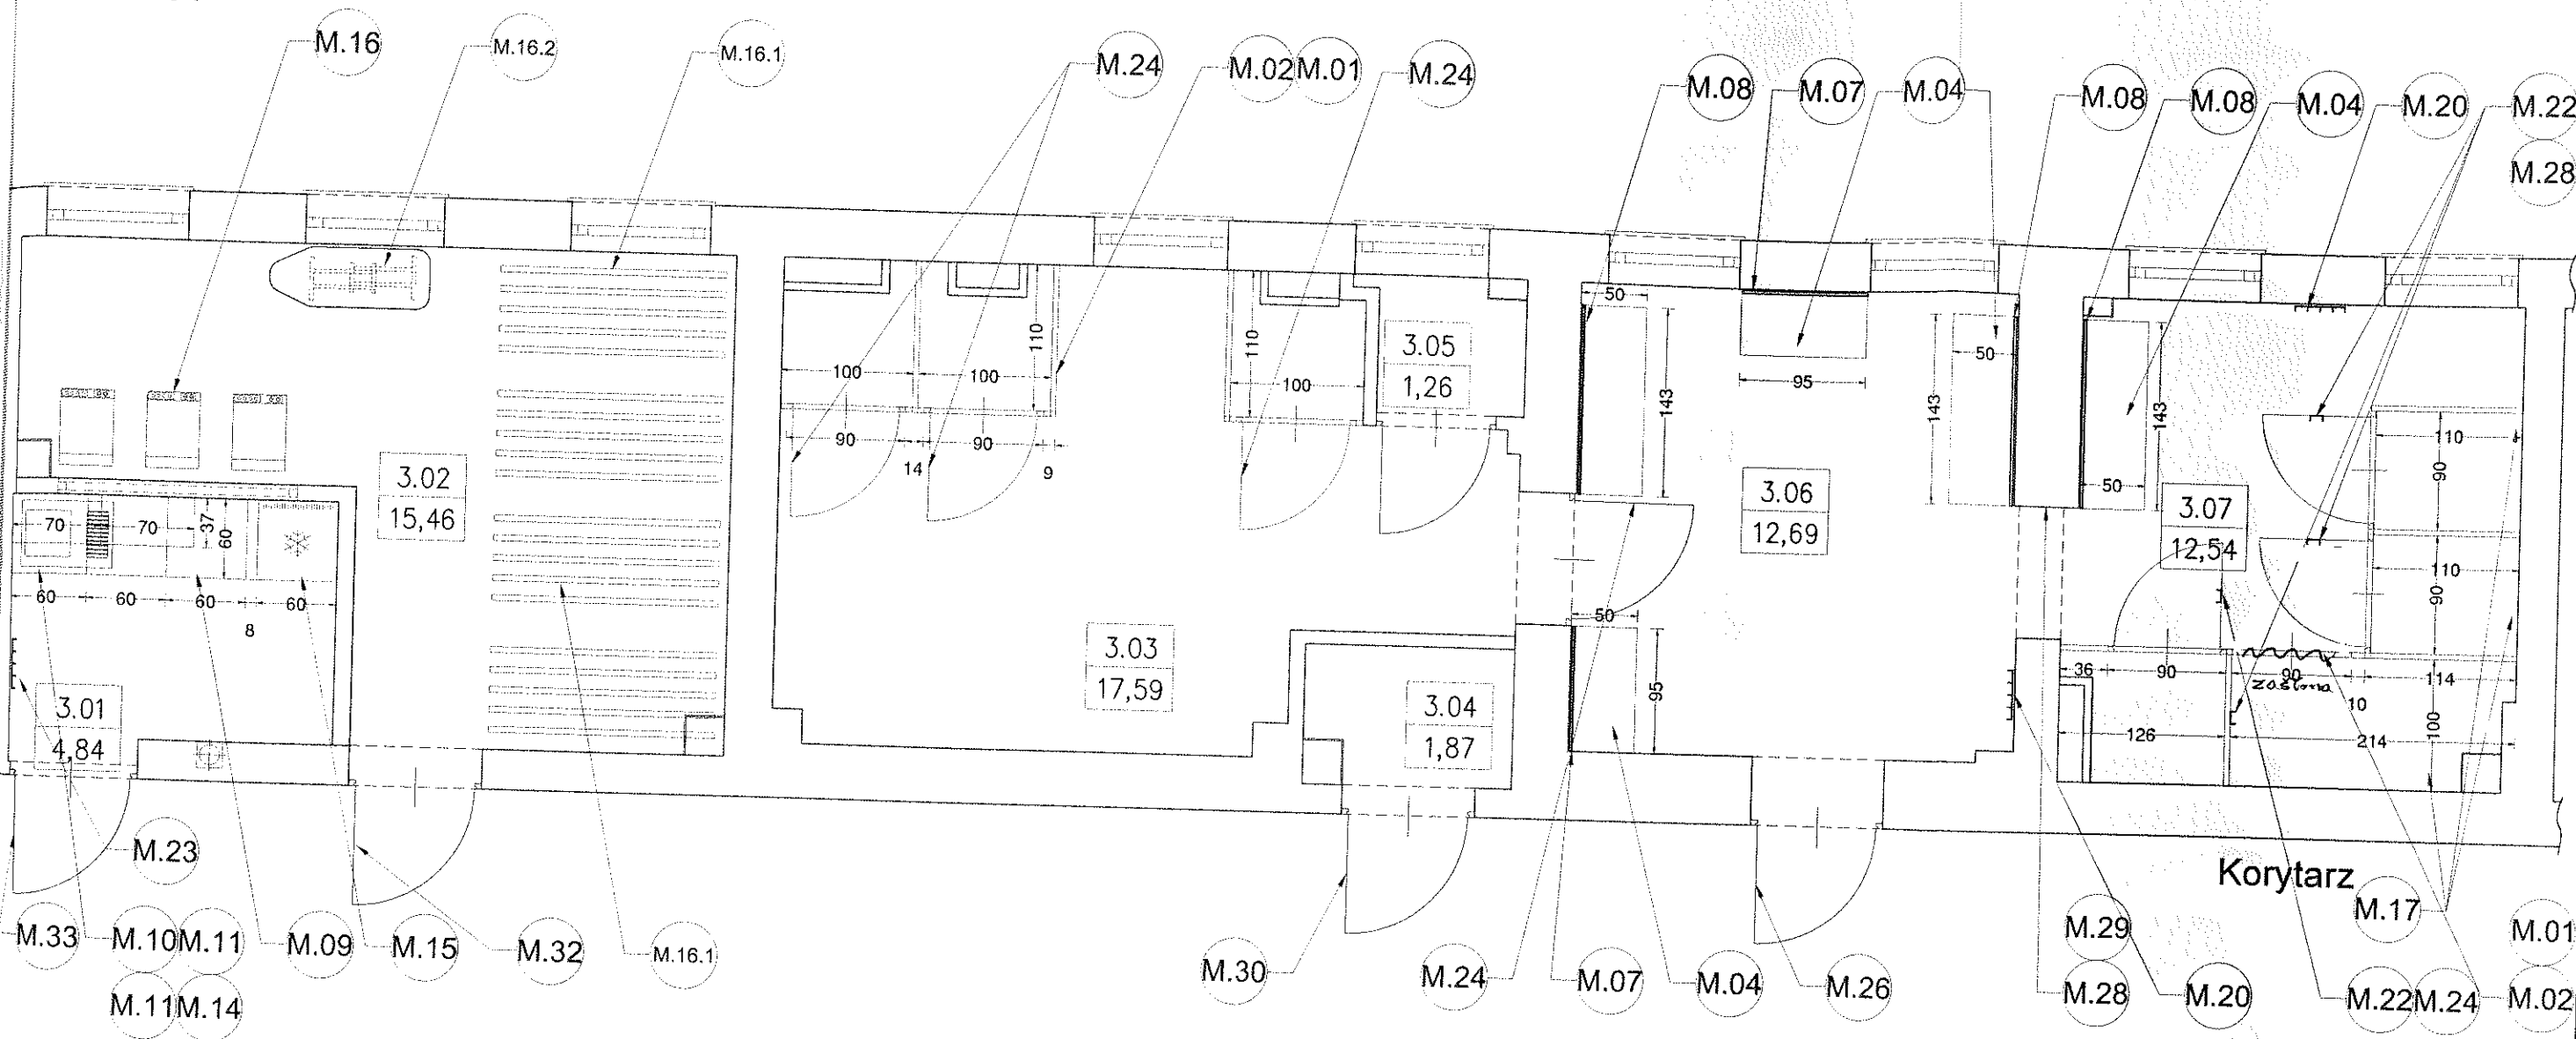 M.16
M.16.2
M.16.1
M.24
M.02 M.01
M.24
M.08
M.07
M.04
M.08
M.08
M.04
M.20
M.22
M.28
3.02
15,46
70
70
37
60
60
60
60
60
8
3.01
4,84
100
100
110
110
100
90
14
90
9
3.05
1,26
3.03
17,59
3.04
1,87
50
143
95
50
143
3.06
12,69
50
95
143
50
3.07
12,54
110
90
110
90
36
90
90
zasłona
10
114
126
214
100
Korytarz
M.23
M.33
M.10 M.11
M.11 M.14
M.09
M.15
M.32
M.16.1
M.30
M.24
M.07
M.04
M.26
M.29
M.28
M.20
M.17
M.22 M.24
M.01
M.02